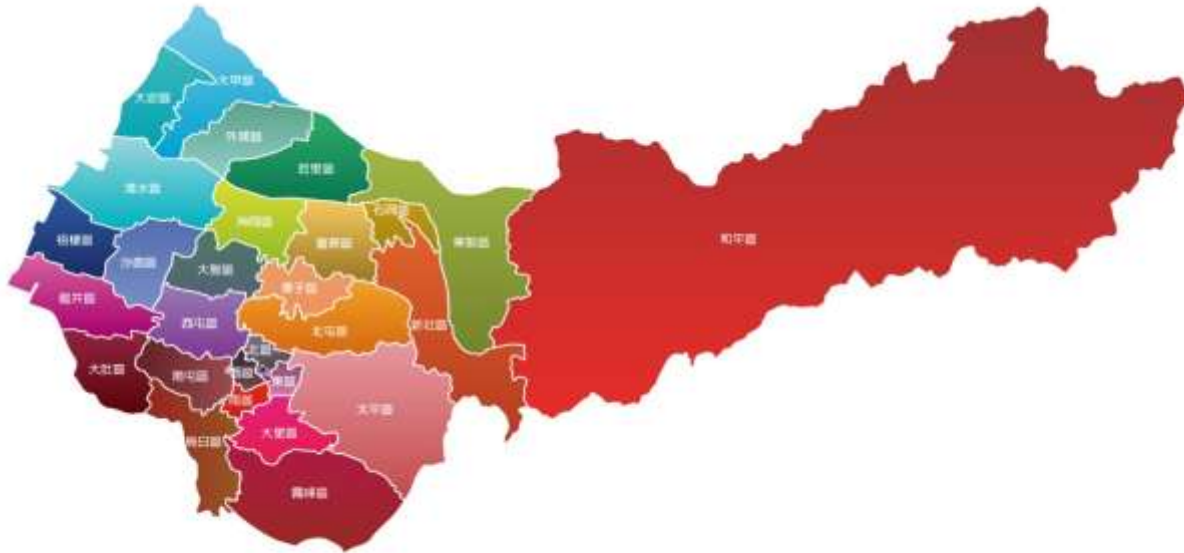 大甲區
大安區
外埔區
后里區
清水區
神岡區
石岡區
豐原區
東勢區
和平區
梧棲區
沙鹿區
大雅區
潭子區
龍井區
西屯區
北屯區
新社區
北區
大肚區
南屯區
西區
東區
南區
太平區
大里區
烏日區
霧峰區